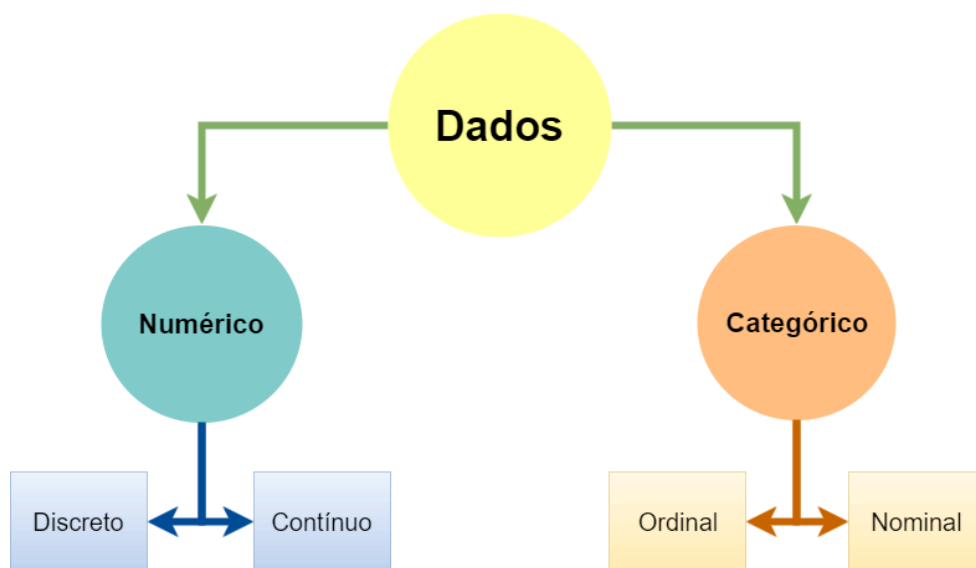 Dados
Numérico
Categórico
Discreto
Contínuo
Ordinal
Nominal